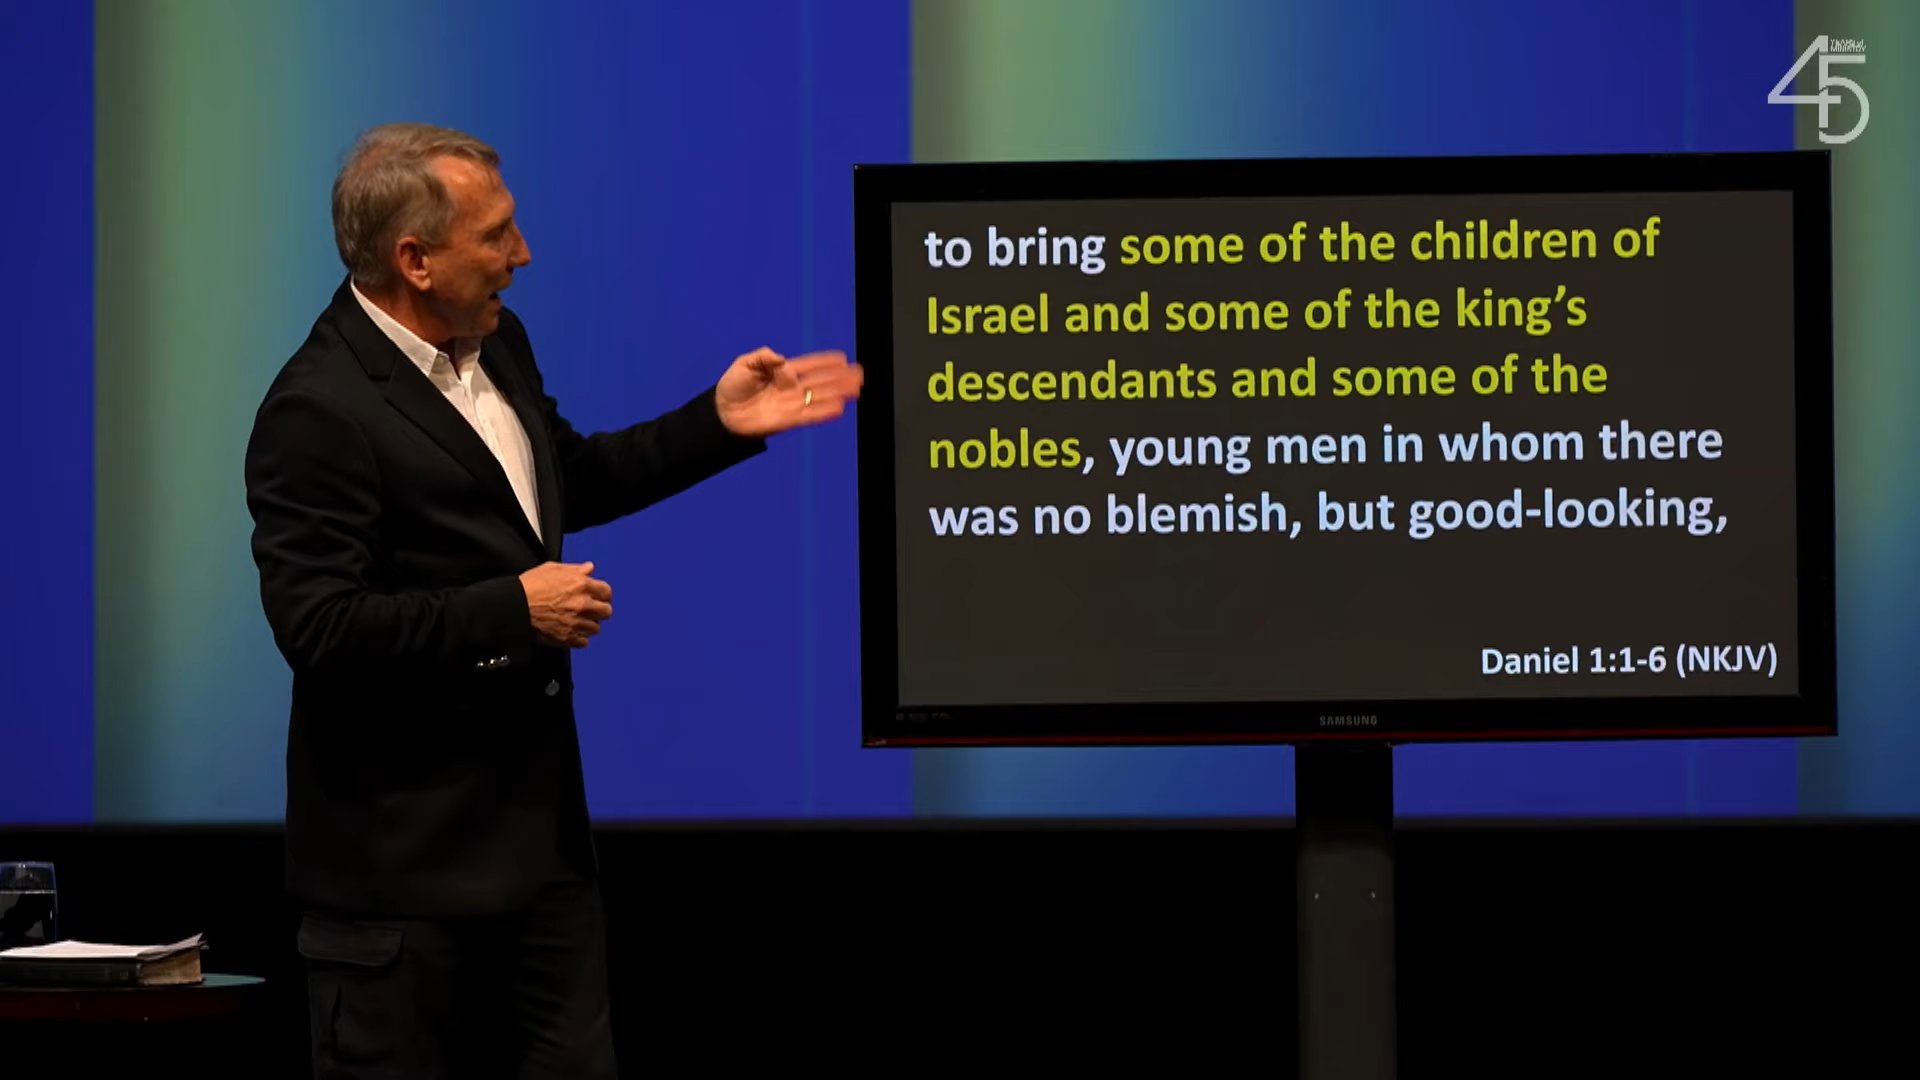 45
to bring some of the children of
Israel and some of the king’s
descendants and some of the
nobles, young men in whom there
was no blemish, but good-looking,
Daniel 1:1-6 (NKJV)
SAMSUNG